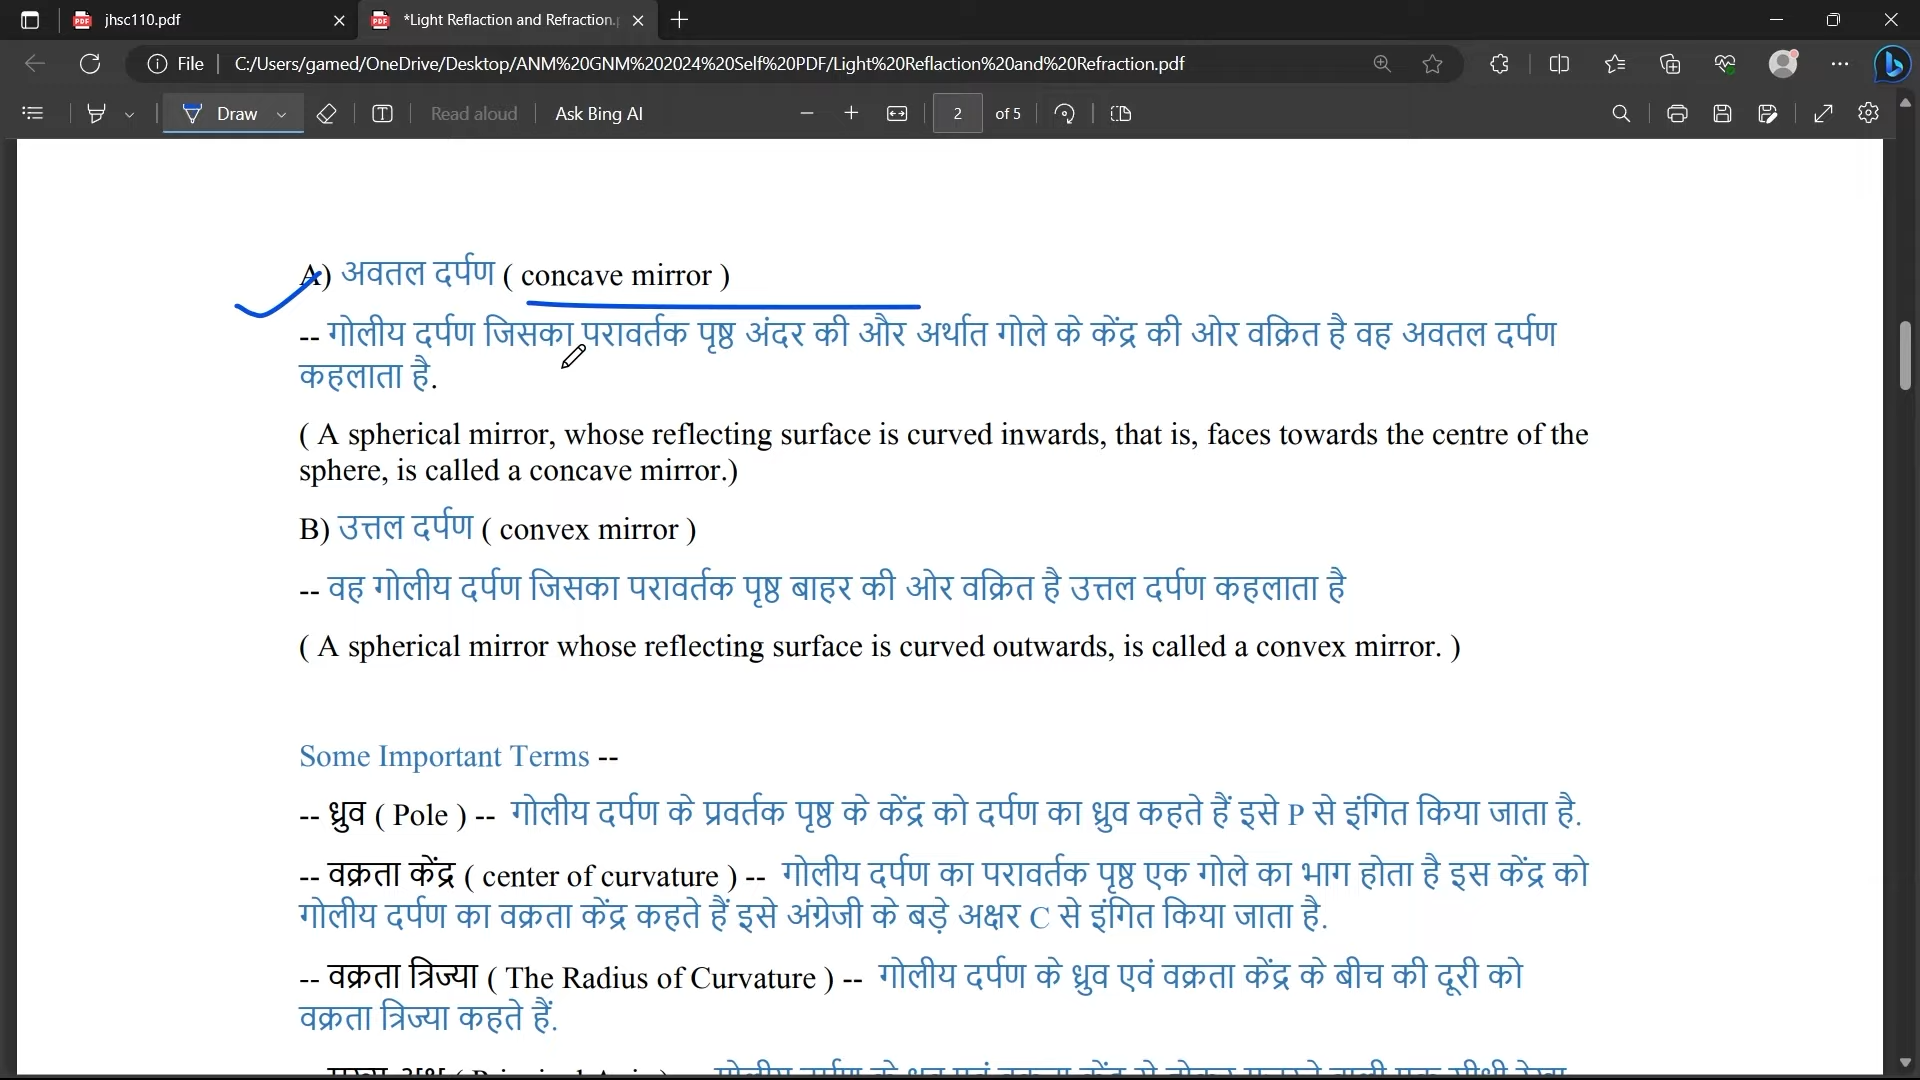 jhsc110.pdf
*Light Reflaction and Refraction.
File
C:/Users/gamed/OneDrive/Desktop/ANM%20GNM%202024%20Self%20PDF/Light%20Reflaction%20and%20Refraction.pdf
Draw
Read aloud
Ask Bing AI
2 of 5
A) अवतल दर्पण ( concave mirror )
-- गोलीय दर्पण जिसका परावर्तक पृष्ठ अंदर की और अर्थात गोले के केंद्र की ओर वक्रित है वह अवतल दर्पण
कहलाता है.
( A spherical mirror, whose reflecting surface is curved inwards, that is, faces towards the centre of the
sphere, is called a concave mirror.)
B) उत्तल दर्पण ( convex mirror )
-- वह गोलीय दर्पण जिसका परावर्तक पृष्ठ बाहर की ओर वक्रित है उत्तल दर्पण कहलाता है
( A spherical mirror whose reflecting surface is curved outwards, is called a convex mirror. )
Some Important Terms --
-- ध्रुव ( Pole ) -- गोलीय दर्पण के प्रवर्तक पृष्ठ के केंद्र को दर्पण का ध्रुव कहते हैं इसे P से इंगित किया जाता है.
-- वक्रता केंद्र ( center of curvature ) -- गोलीय दर्पण का परावर्तक पृष्ठ एक गोले का भाग होता है इस केंद्र को
गोलीय दर्पण का वक्रता केंद्र कहते हैं इसे अंग्रेजी के बड़े अक्षर C से इंगित किया जाता है.
-- वक्रता त्रिज्या ( The Radius of Curvature ) -- गोलीय दर्पण के ध्रुव एवं वक्रता केंद्र के बीच की दूरी को
वक्रता त्रिज्या कहते हैं.